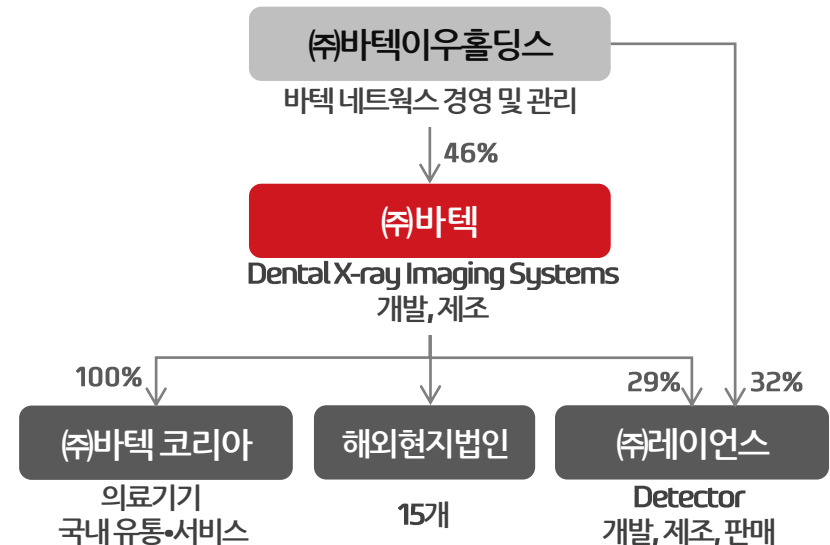 ㈜바텍이우홀딩스
바텍 네트웍스 경영 및 관리
46%
㈜바텍
Dental X-ray Imaging Systems
개발, 제조
100%
29%
32%
㈜바텍 코리아
해외현지법인
㈜레이언스
의료기기
국내 유통•서비스
15개
Detector
개발, 제조, 판매